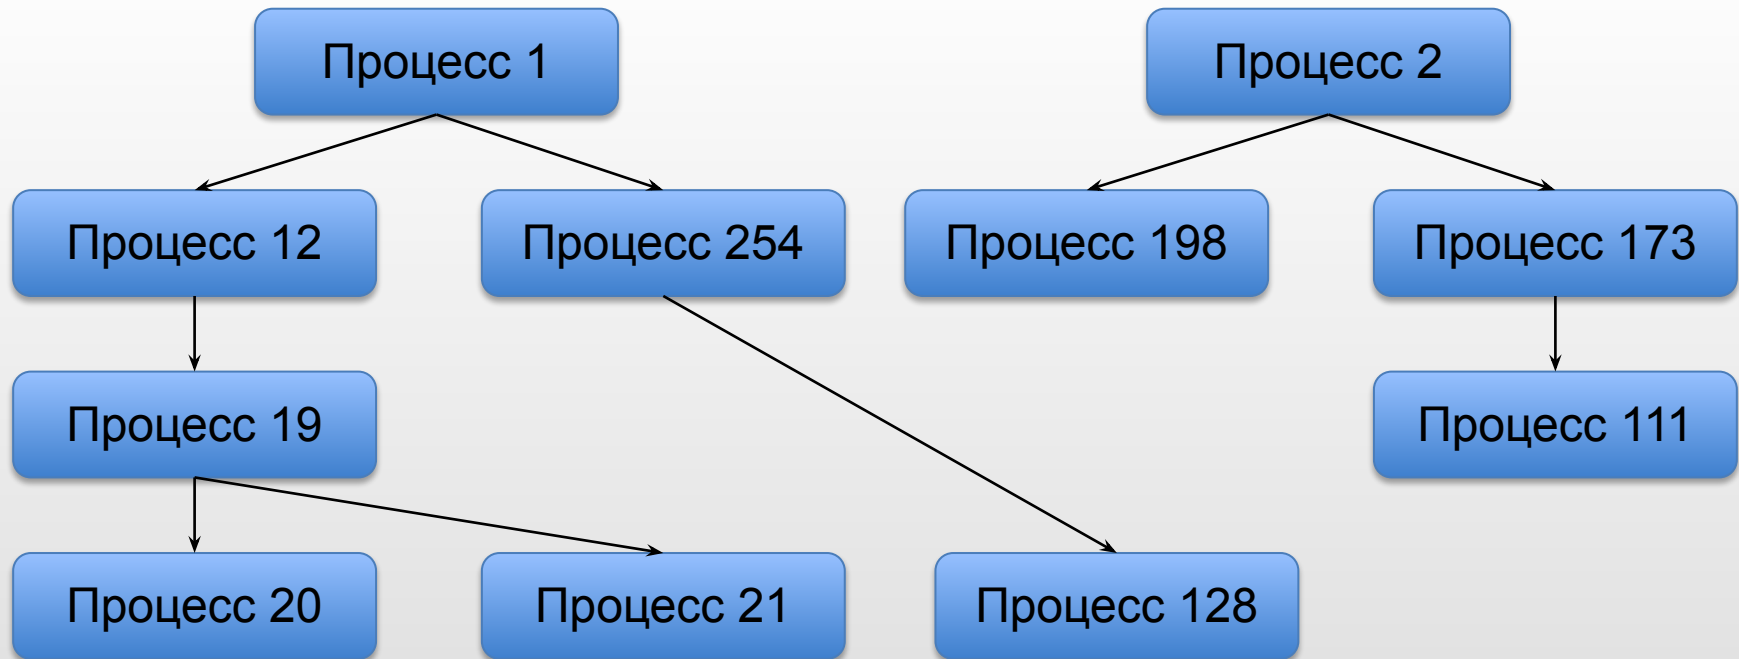 Процесс 1
Процесс 2
Процесс 12
Процесс 254
Процесс 198
Процесс 173
Процесс 19
Процесс 111
Процесс 20
Процесс 21
Процесс 128